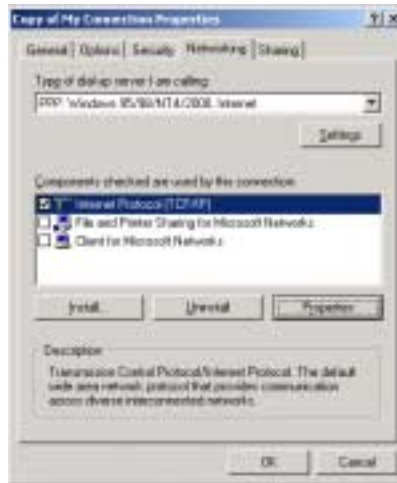 Copy of My Connection Properties
General Options Security Networking Sharing
Type of dial-up server I am calling:
PPP: Windows 95/98/NT4/2000, Internet
Settings
Components checked are used by this connection:
Internet Protocol (TCP/IP)
File and Printer Sharing for Microsoft Networks
Client for Microsoft Networks
Install... Uninstall Properties
Description
Transmission Control Protocol/Internet Protocol. The default
wide area network protocol that provides communication
across diverse interconnected networks.
OK Cancel